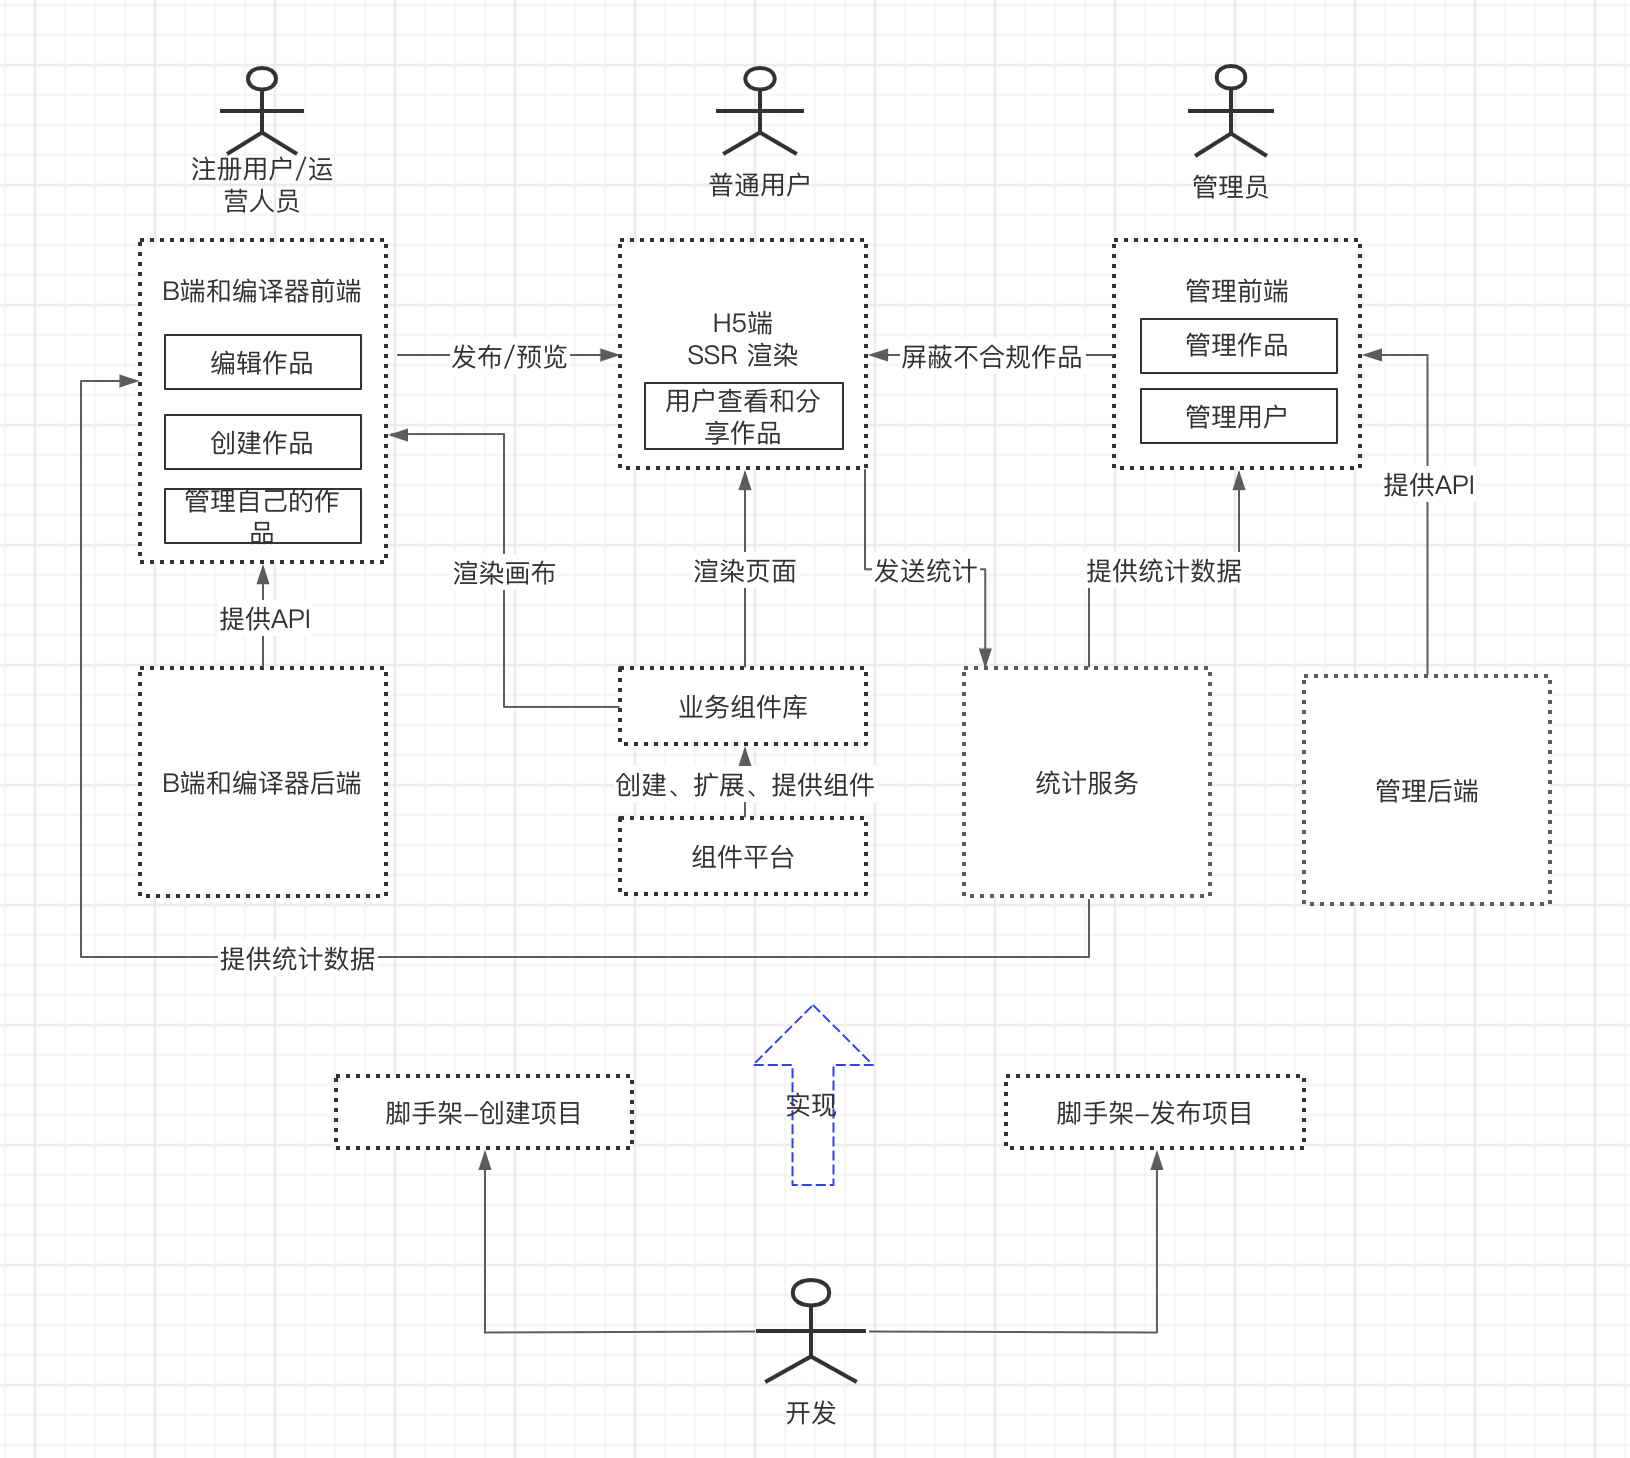 注册用户/运
营人员
普通用户
管理员
B端和编译器前端
编辑作品
创建作品
管理自己的作
品
发布/预览
H5端
SSR 渲染
用户查看和分
享作品
屏蔽不合规作品
管理前端
管理作品
管理用户
提供API
渲染画布
渲染页面
发送统计
提供统计数据
提供API
B端和编译器后端
业务组件库
创建、扩展、提供组件
组件平台
统计服务
管理后端
提供统计数据
脚手架-创建项目
实现
脚手架-发布项目
开发